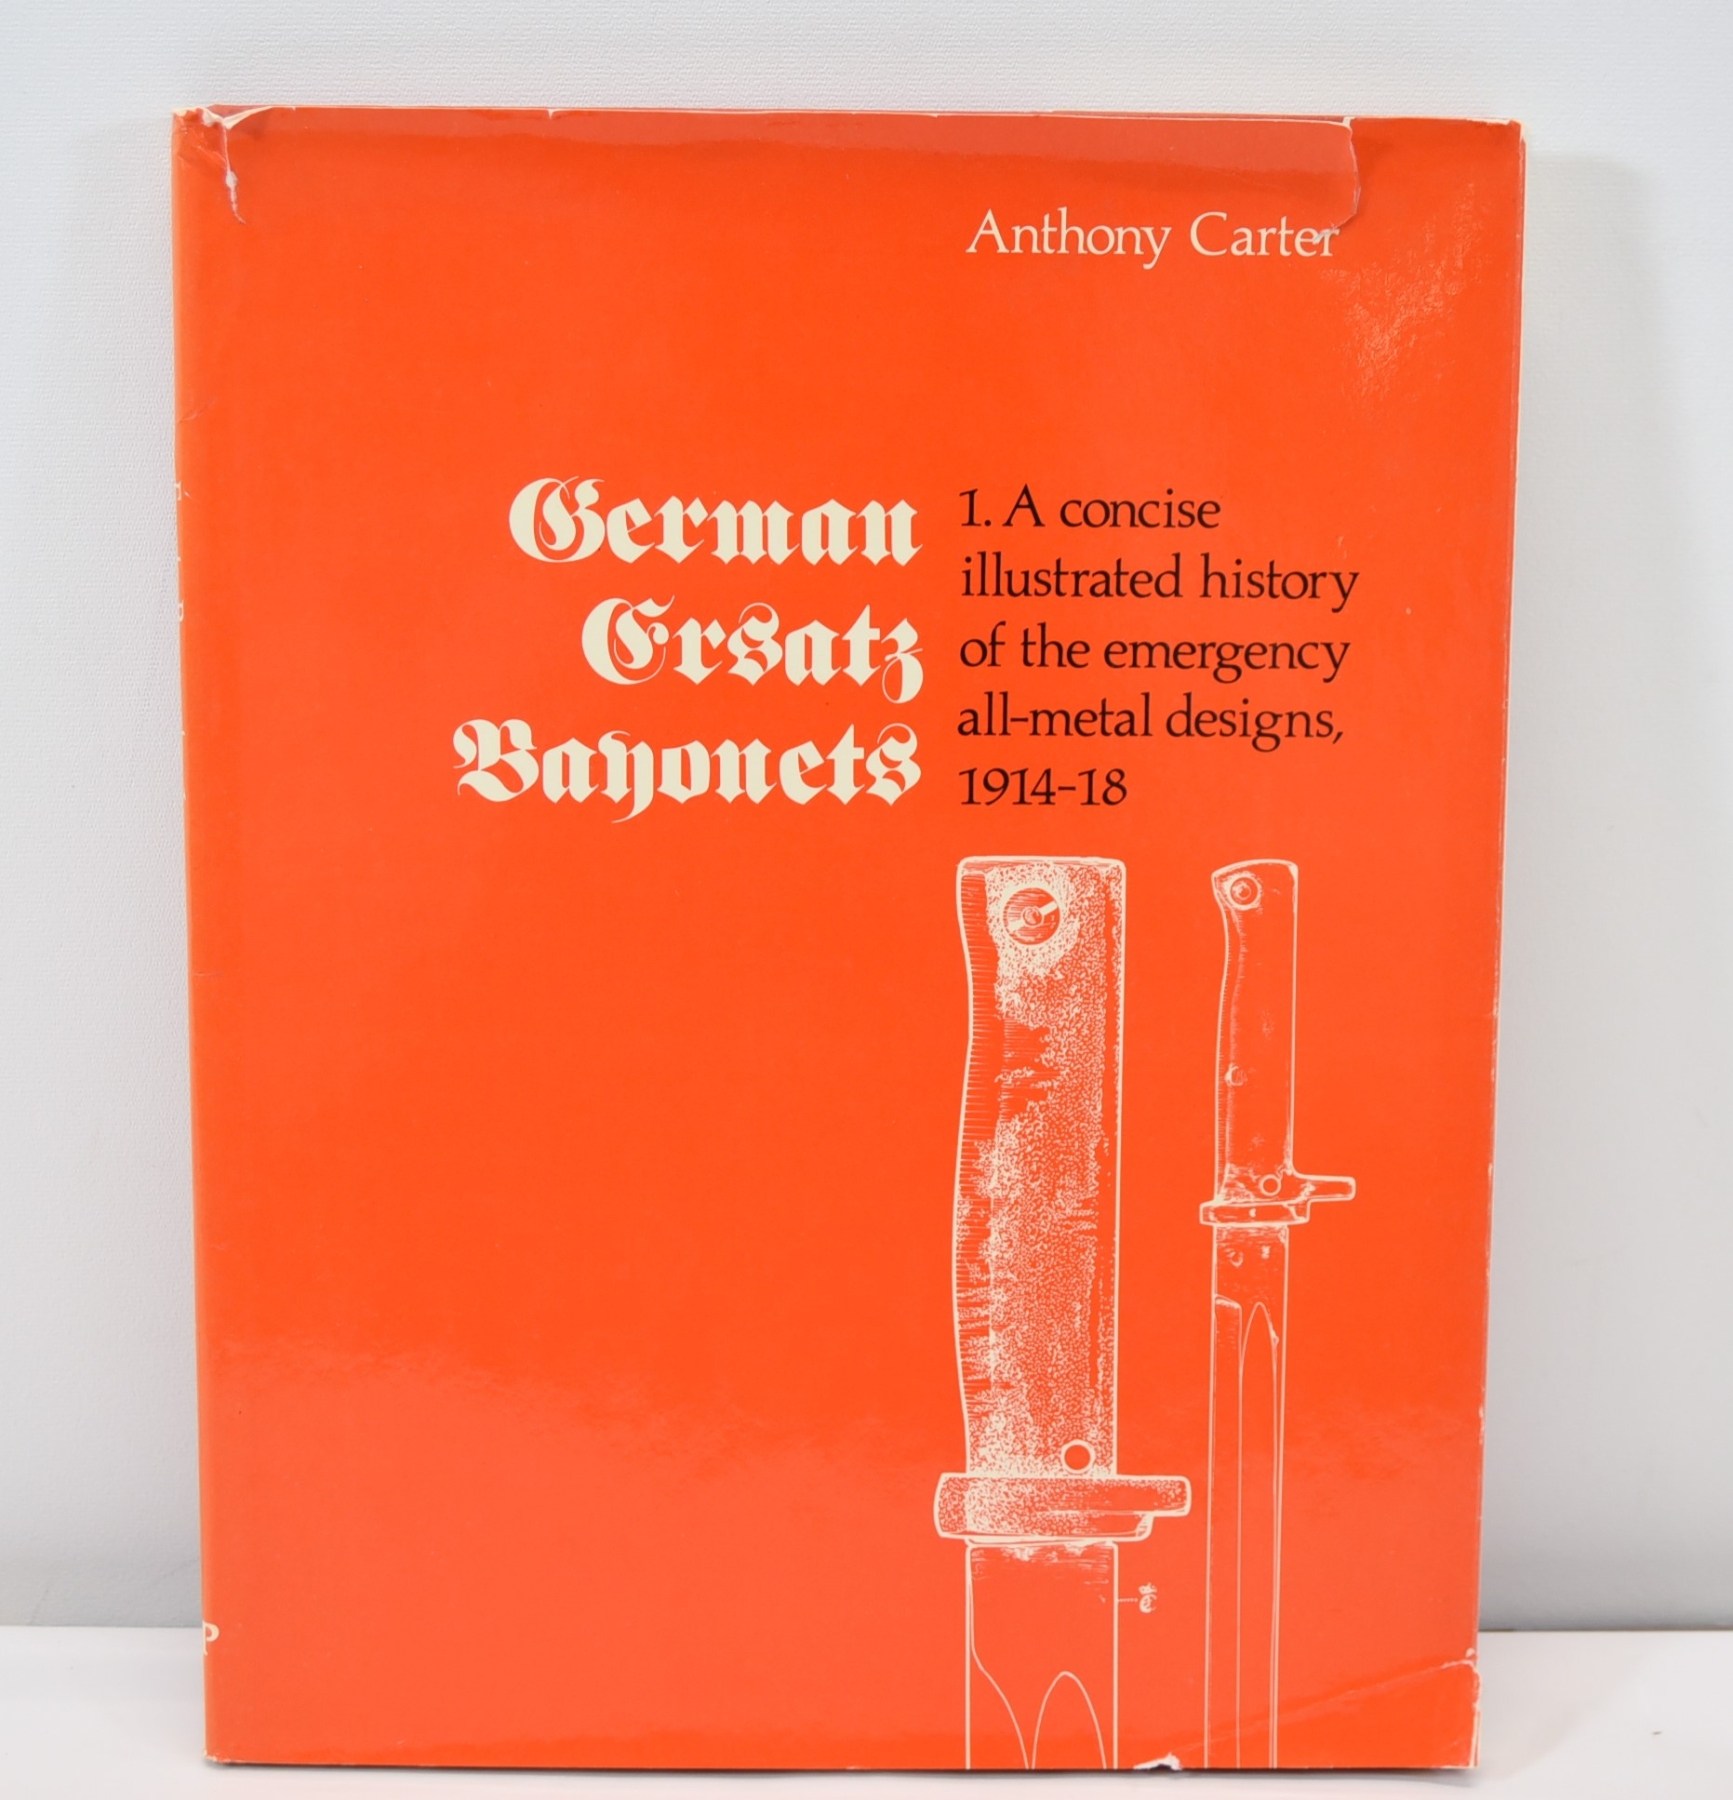 Anthony Carter
German
Ersatz
Bayonets
1. A concise
illustrated history
of the emergency
all-metal designs,
1914-18
P